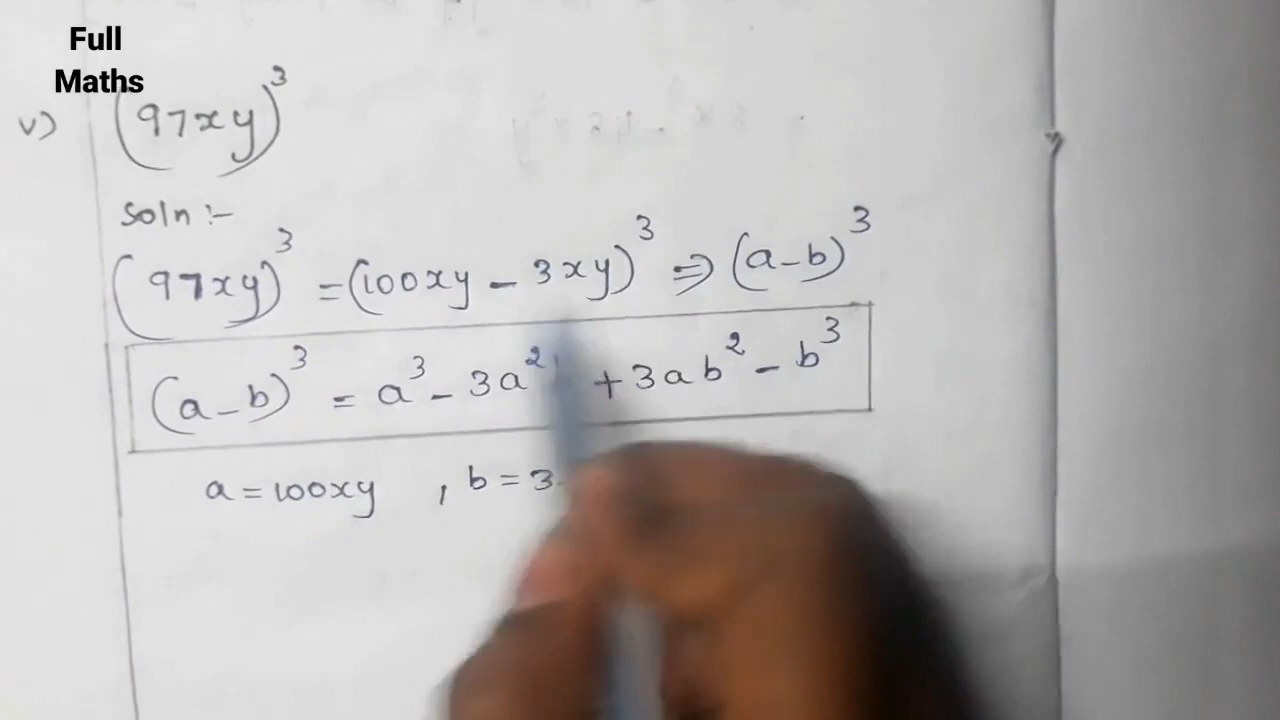 Full
Maths
v) (97xy)³
Soln :-
(97xy)³ = (100xy - 3xy)³ ⇒ (a-b)³
(a-b)³ = a³ - 3a² + 3ab² - b³
a = 100xy , b = 3